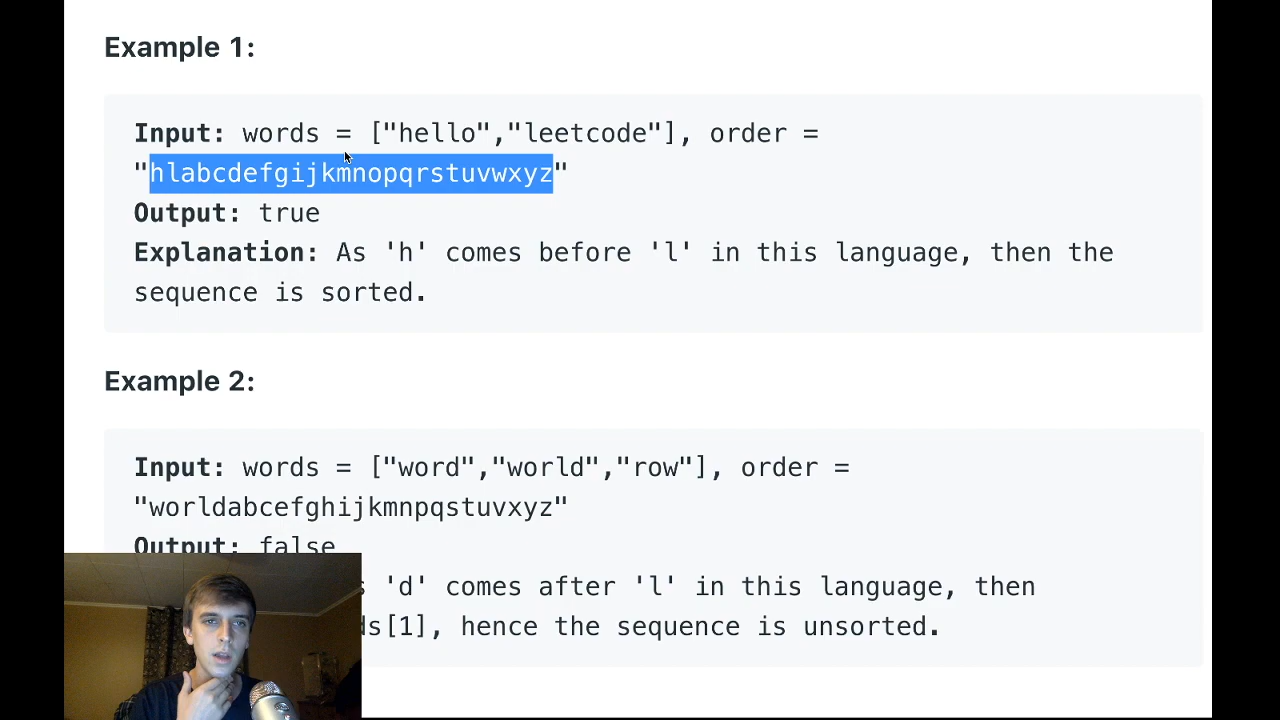 Example 1:
Input: words = ["hello","leetcode"], order =
"hlabcdefgijkmnopqrstuvwxyz"
Output: true
Explanation: As 'h' comes before 'l' in this language, then the
sequence is sorted.
Example 2:
Input: words = ["word","world","row"], order =
"worldabcefghijkmnpqstuvxyz"
Output: false
'd' comes after 'l' in this language, then
[1], hence the sequence is unsorted.